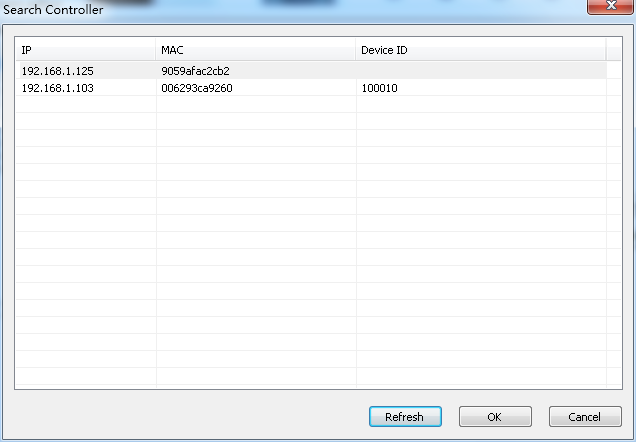 Search Controller
IP MAC Device ID
192.168.1.125 9059afac2cb2
192.168.1.103 006293ca9260 100010
Refresh OK Cancel